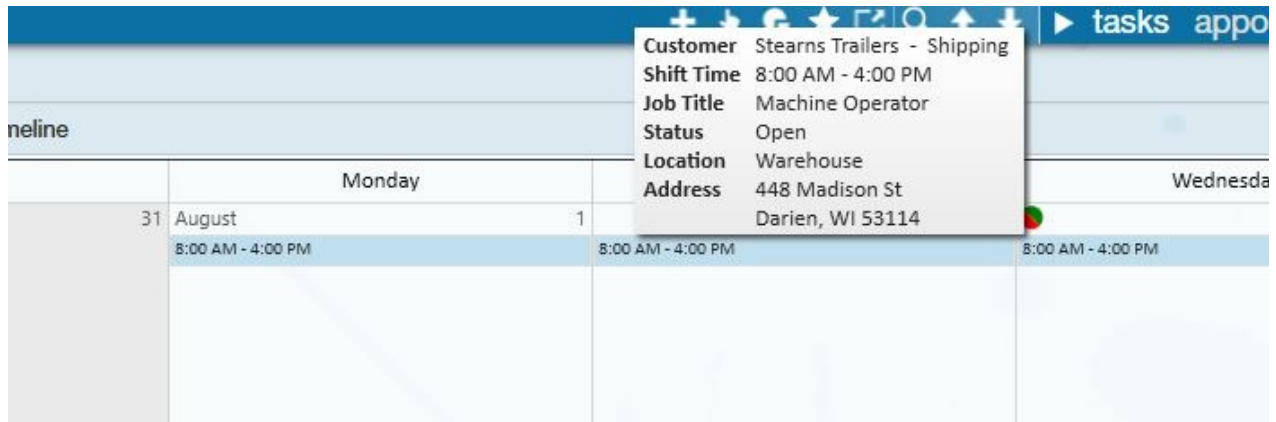 tasks appo
Customer Stearns Trailers - Shipping
Shift Time 8:00 AM - 4:00 PM
Job Title Machine Operator
Status Open
Location Warehouse
Address 448 Madison St
Darien, WI 53114
meline
Monday Wednesda
31 August 1
8:00 AM - 4:00 PM 8:00 AM - 4:00 PM 8:00 AM - 4:00 PM